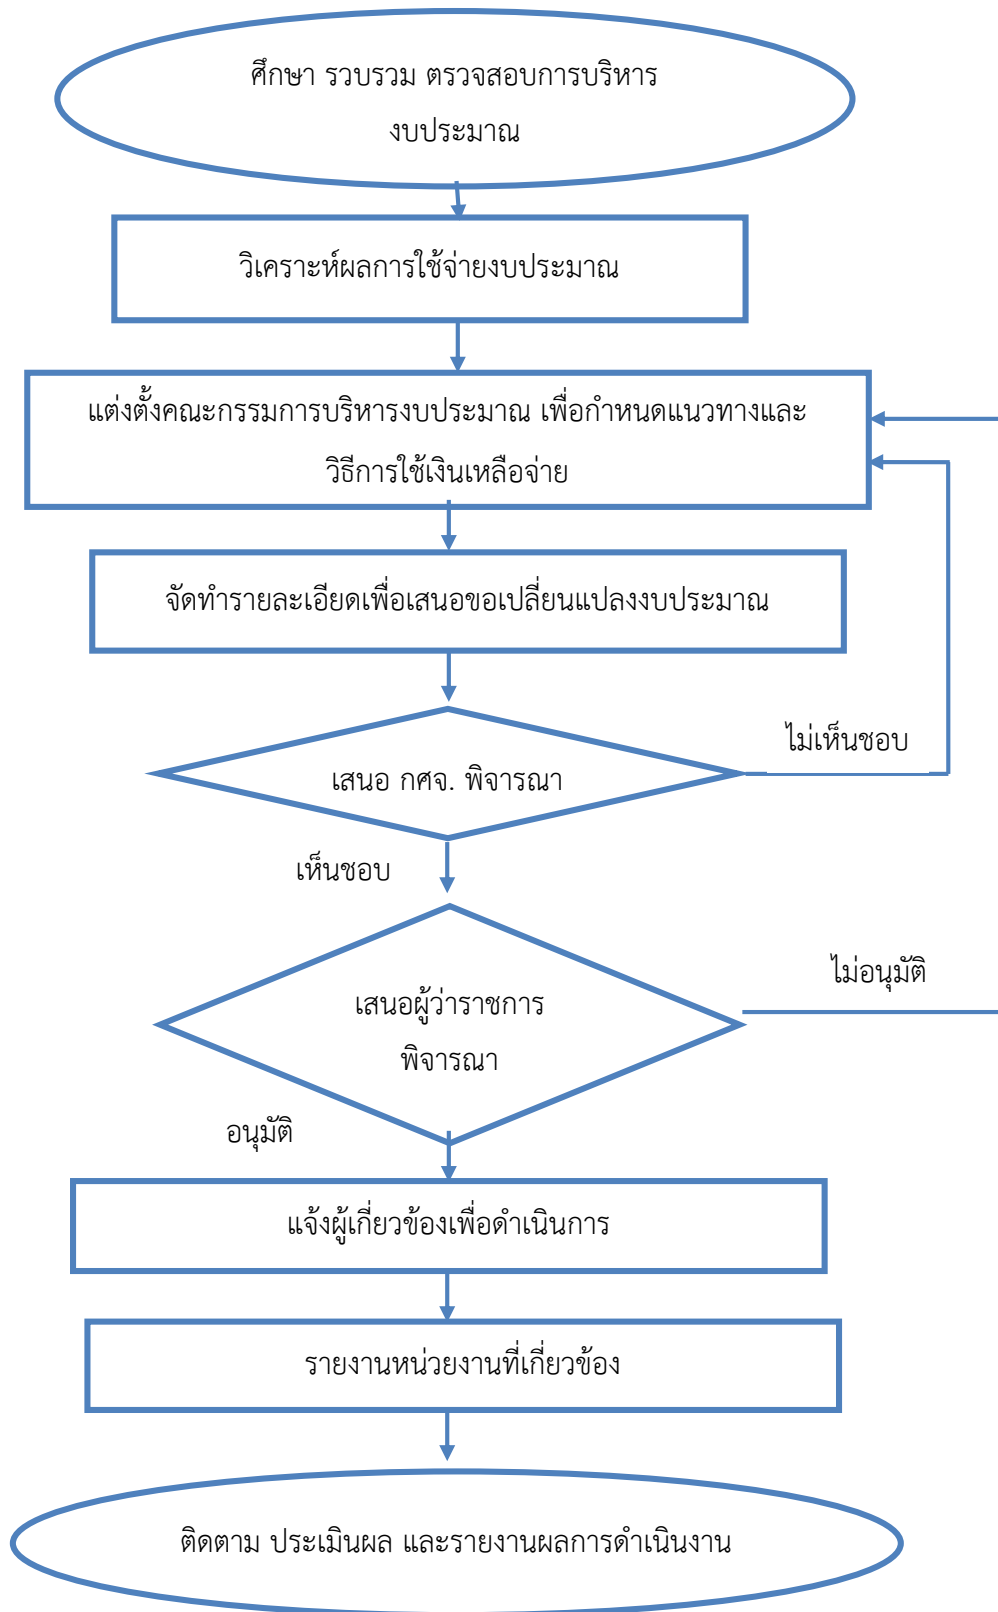 ศึกษา รวบรวม ตรวจสอบการบริหาร
งบประมาณ
วิเคราะห์ผลการใช้จ่ายงบประมาณ
แต่งตั้งคณะกรรมการบริหารงบประมาณ เพื่อกำหนดแนวทางและ
วิธีการใช้เงินเหลือจ่าย
จัดทำรายละเอียดเพื่อเสนอขอเปลี่ยนแปลงงบประมาณ
ไม่เห็นชอบ
เสนอ กศจ. พิจารณา
เห็นชอบ
ไม่อนุมัติ
เสนอผู้ว่าราชการ
พิจารณา
อนุมัติ
แจ้งผู้เกี่ยวข้องเพื่อดำเนินการ
รายงานหน่วยงานที่เกี่ยวข้อง
ติดตาม ประเมินผล และรายงานผลการดำเนินงาน